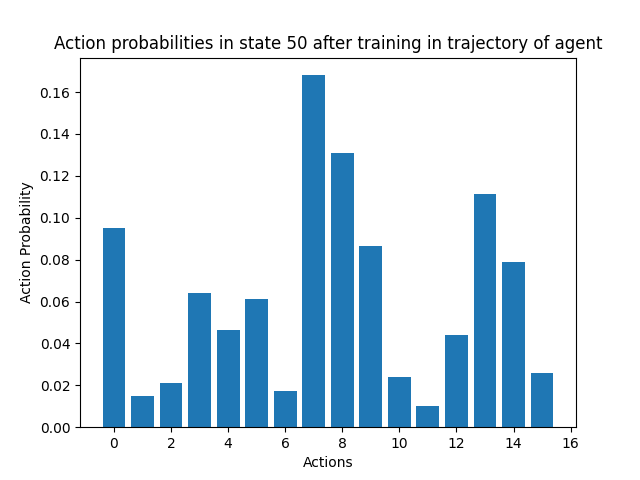 Action probabilities in state 50 after training in trajectory of agent
0.16
0.14
0.12
0.10
0.08
0.06
0.04
0.02
0.00
Action Probability
0 2 4 6 8 10 12 14 16
Actions